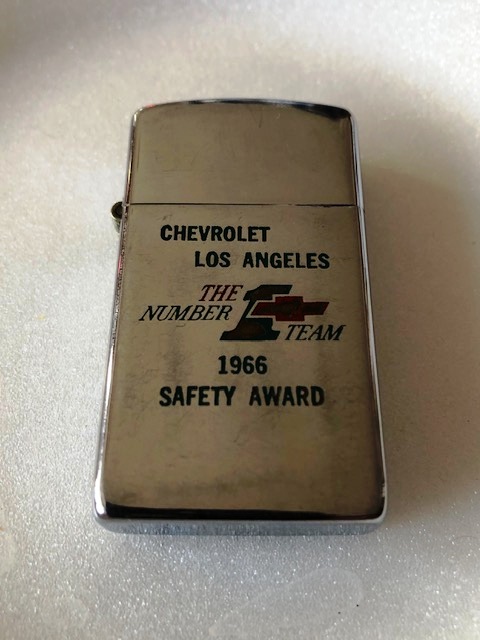 CHEVROLET
LOS ANGELES
THE
NUMBER 1 TEAM
1966
SAFETY AWARD